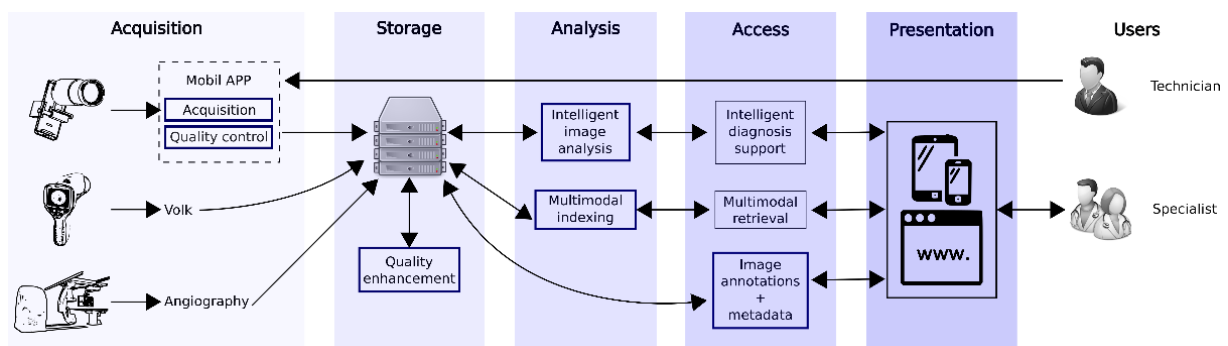 Acquisition
Storage
Analysis
Access
Presentation
Users
Mobil APP
Acquisition
Quality control
Volk
Angiography
Quality
enhancement
Intelligent
image
analysis
Multimodal
indexing
Intelligent
diagnosis
support
Multimodal
retrieval
Image
annotations
+
metadata
www.
Technician
Specialist